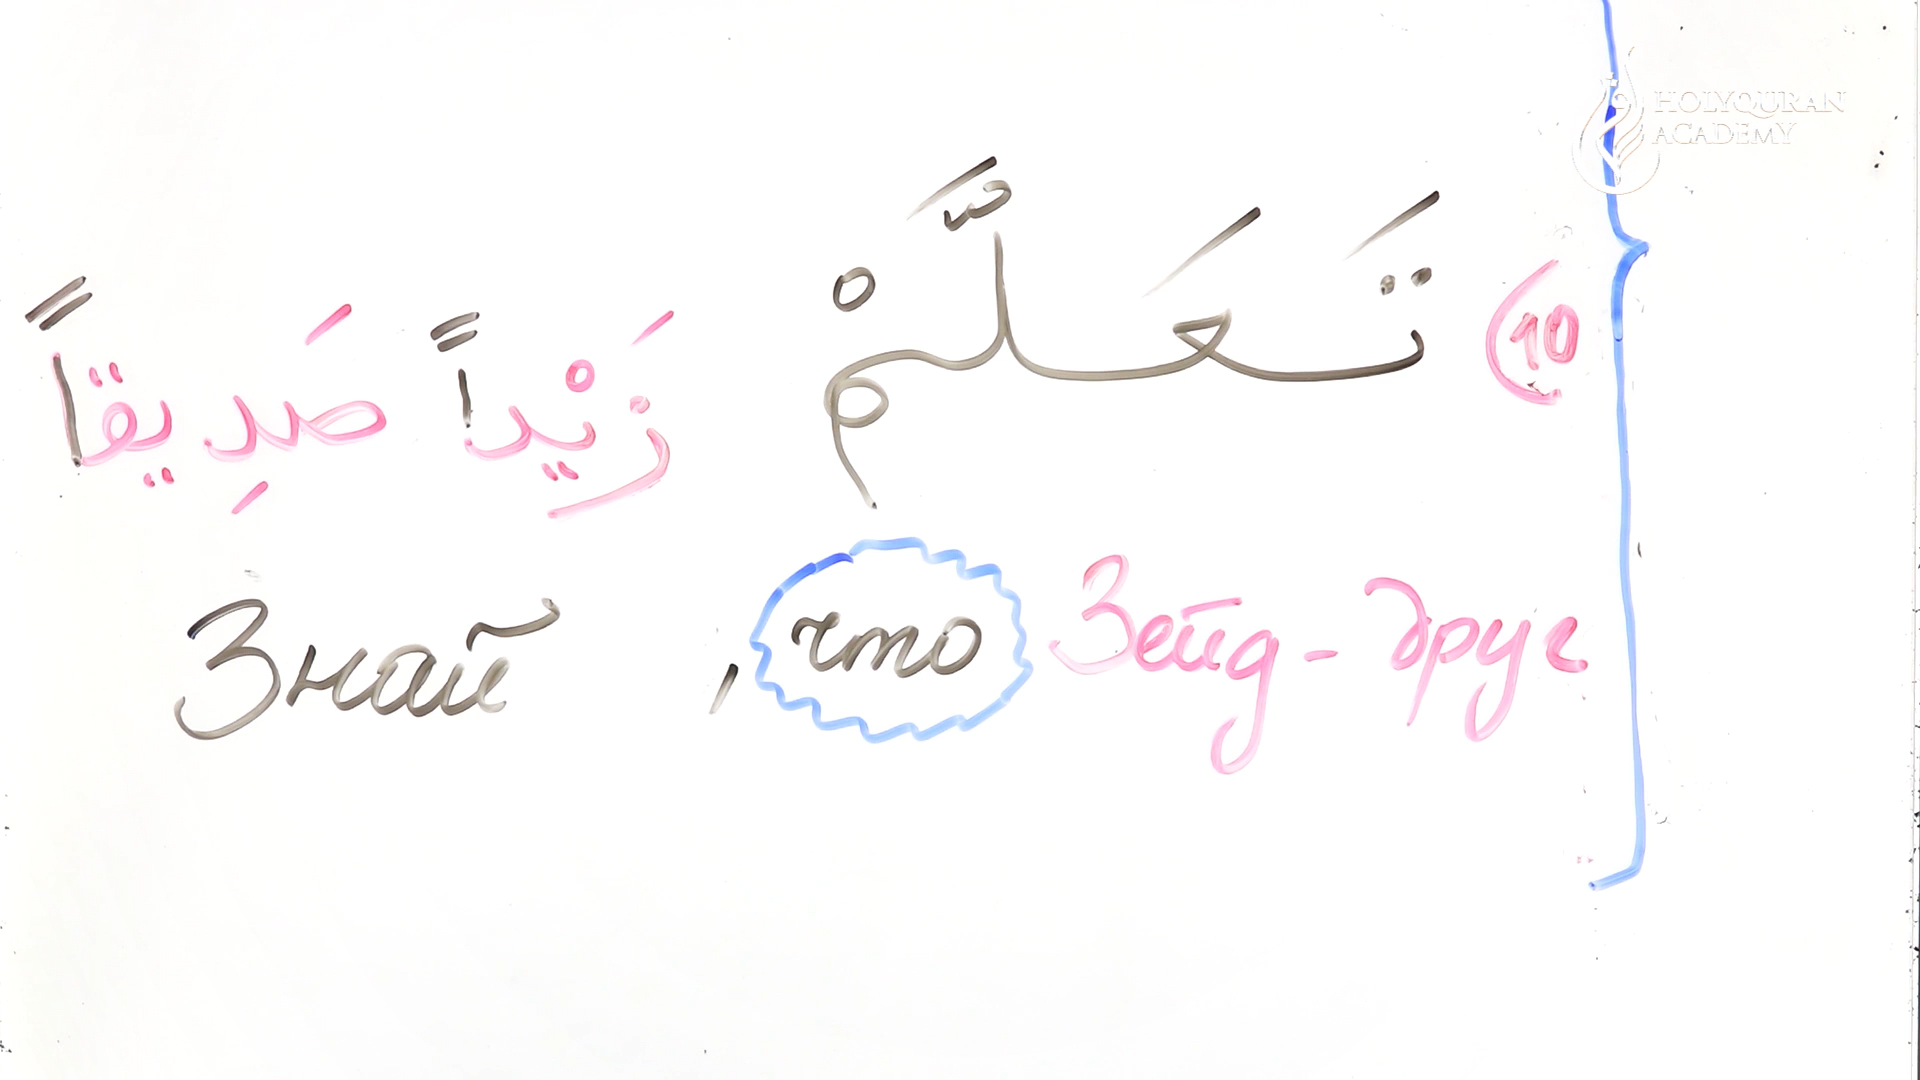 HOLYQURAN
ACADEMY
10) تَعَلَّمْ زَيْداً صَدِيقاً
Знай , что Зейд - друг